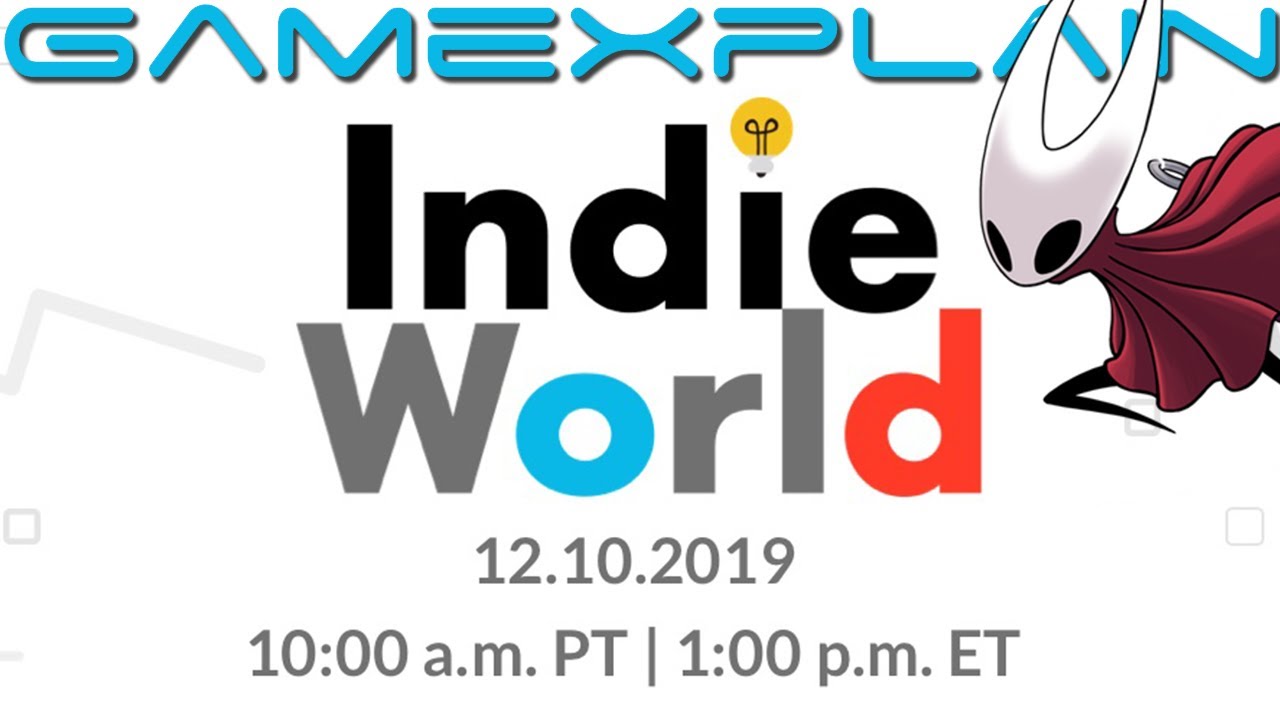 GAMEXPLAIN
Indie
World
12.10.2019
10:00 a.m. PT | 1:00 p.m. ET